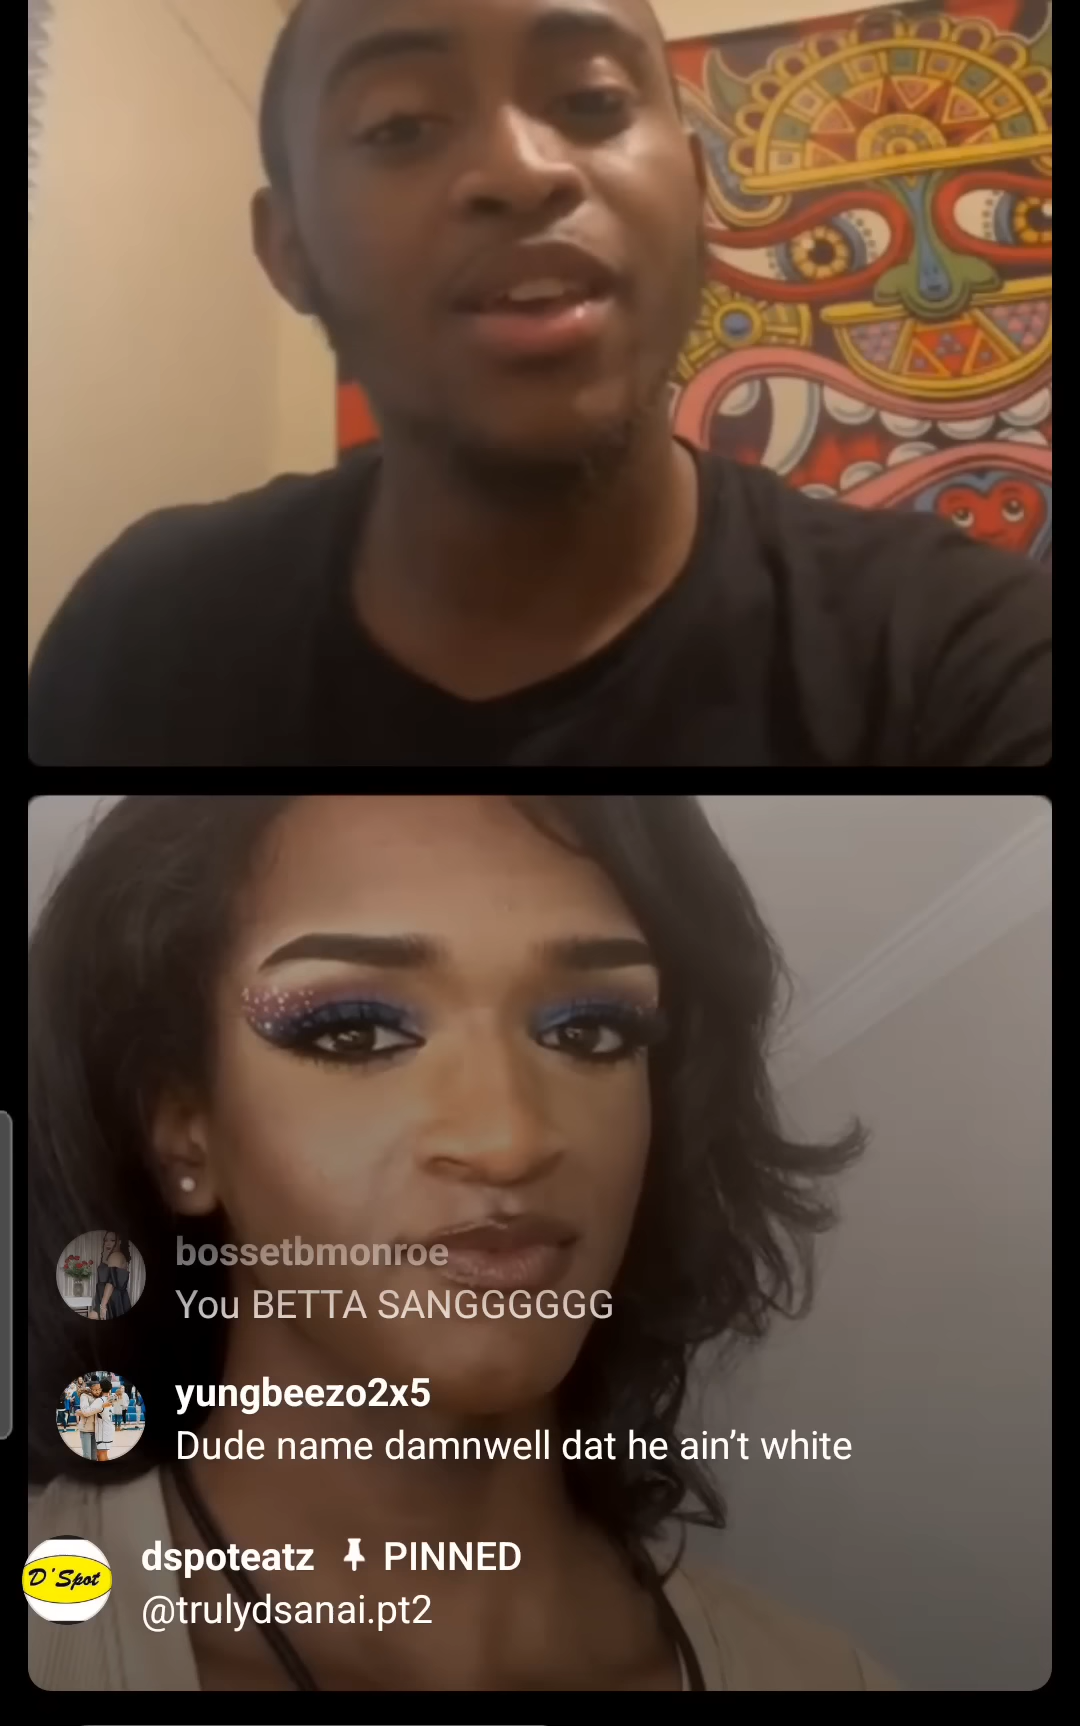 bossetbmonroe
You BETTA SANGGGGGG
yungbeezo2x5
Dude name damnwell dat he ain’t white
D'Spot
dspoteatz PINNED
@trulydsanai.pt2